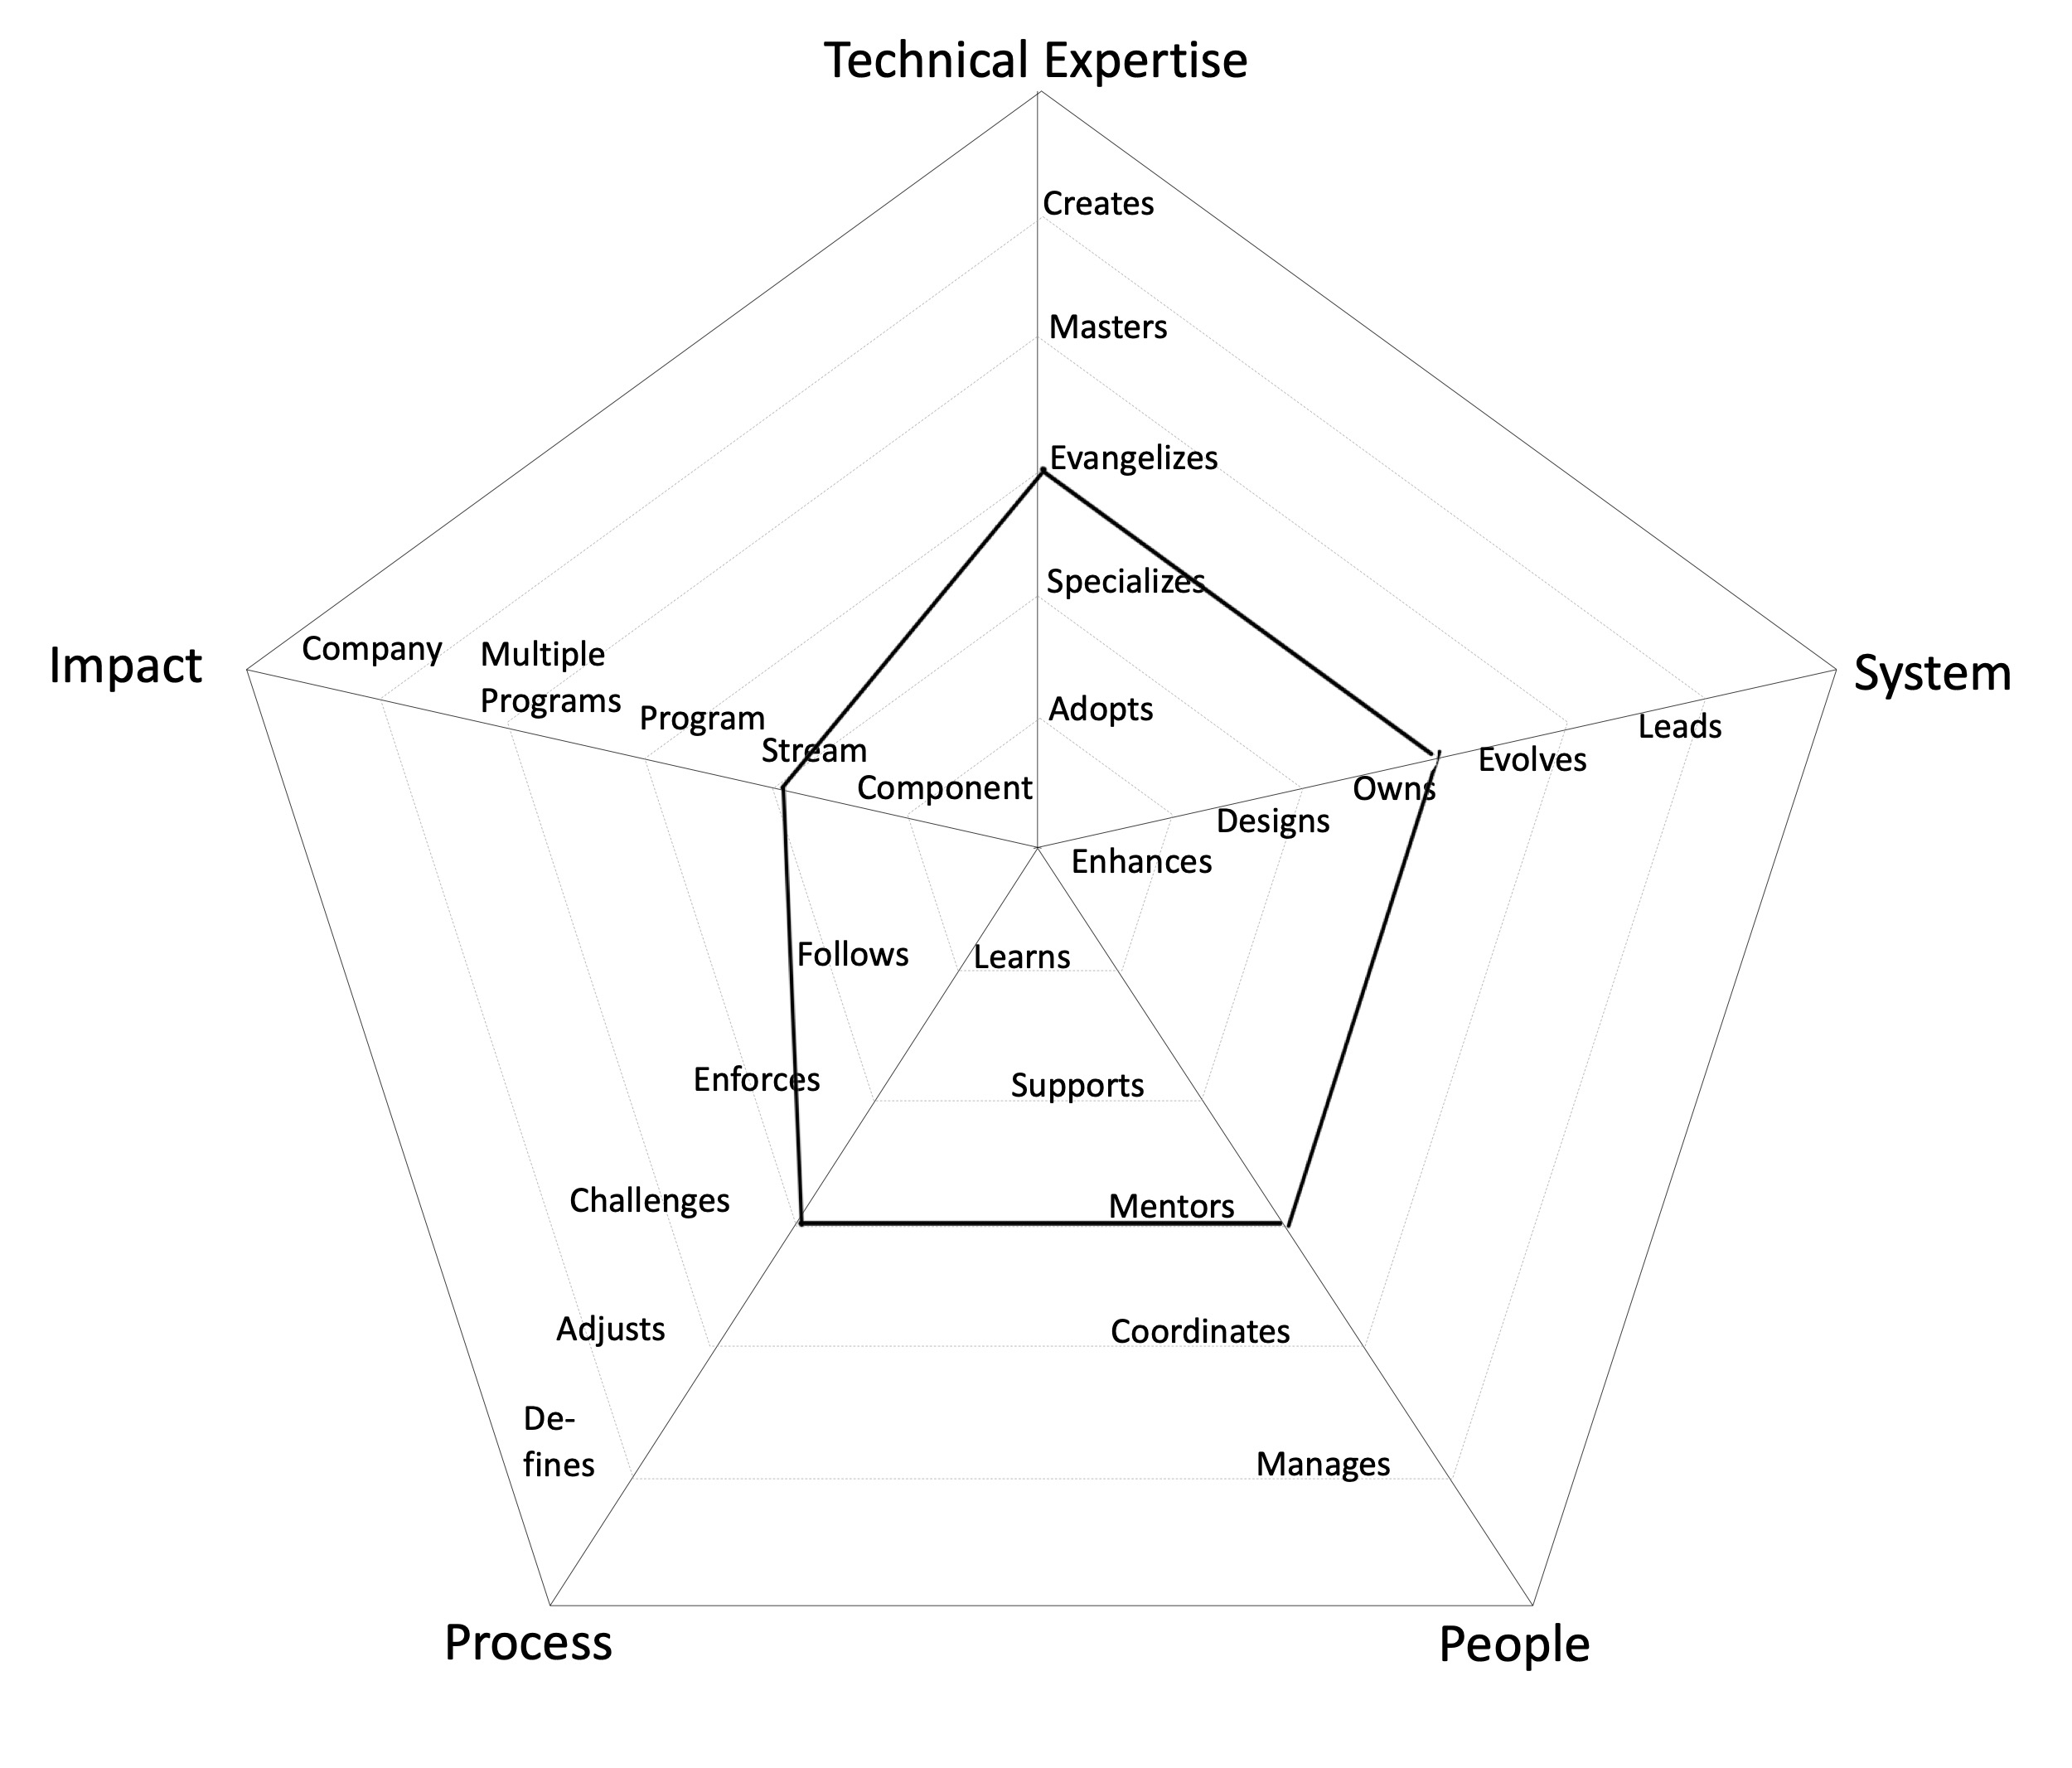 Technical Expertise
Creates
Masters
Evangelizes
Specializes
Adopts
System
Leads
Evolves
Owns
Designs
Enhances
Impact
Company
Multiple
Programs
Program
Stream
Component
Follows
Enforces
Challenges
Adjusts
De-
fines
Process
Learns
Supports
Mentors
Coordinates
Manages
People